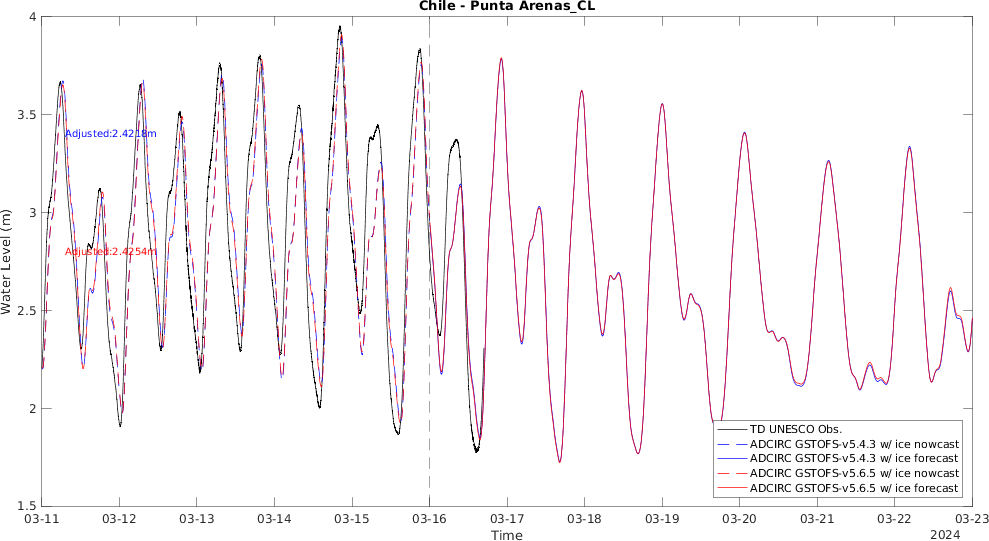 Chile - Punta Arenas_CL
4
3.5
3
2.5
2
1.5
Water Level (m)
Adjusted:2.4218m
Adjusted:2.4254m
TD UNESCO Obs.
ADCIRC GSTOFS-v5.4.3 w/ ice nowcast
ADCIRC GSTOFS-v5.4.3 w/ ice forecast
ADCIRC GSTOFS-v5.6.5 w/ ice nowcast
ADCIRC GSTOFS-v5.6.5 w/ ice forecast
03-11 03-12 03-13 03-14 03-15 03-16 03-17 03-18 03-19 03-20 03-21 03-22 03-23
Time
2024